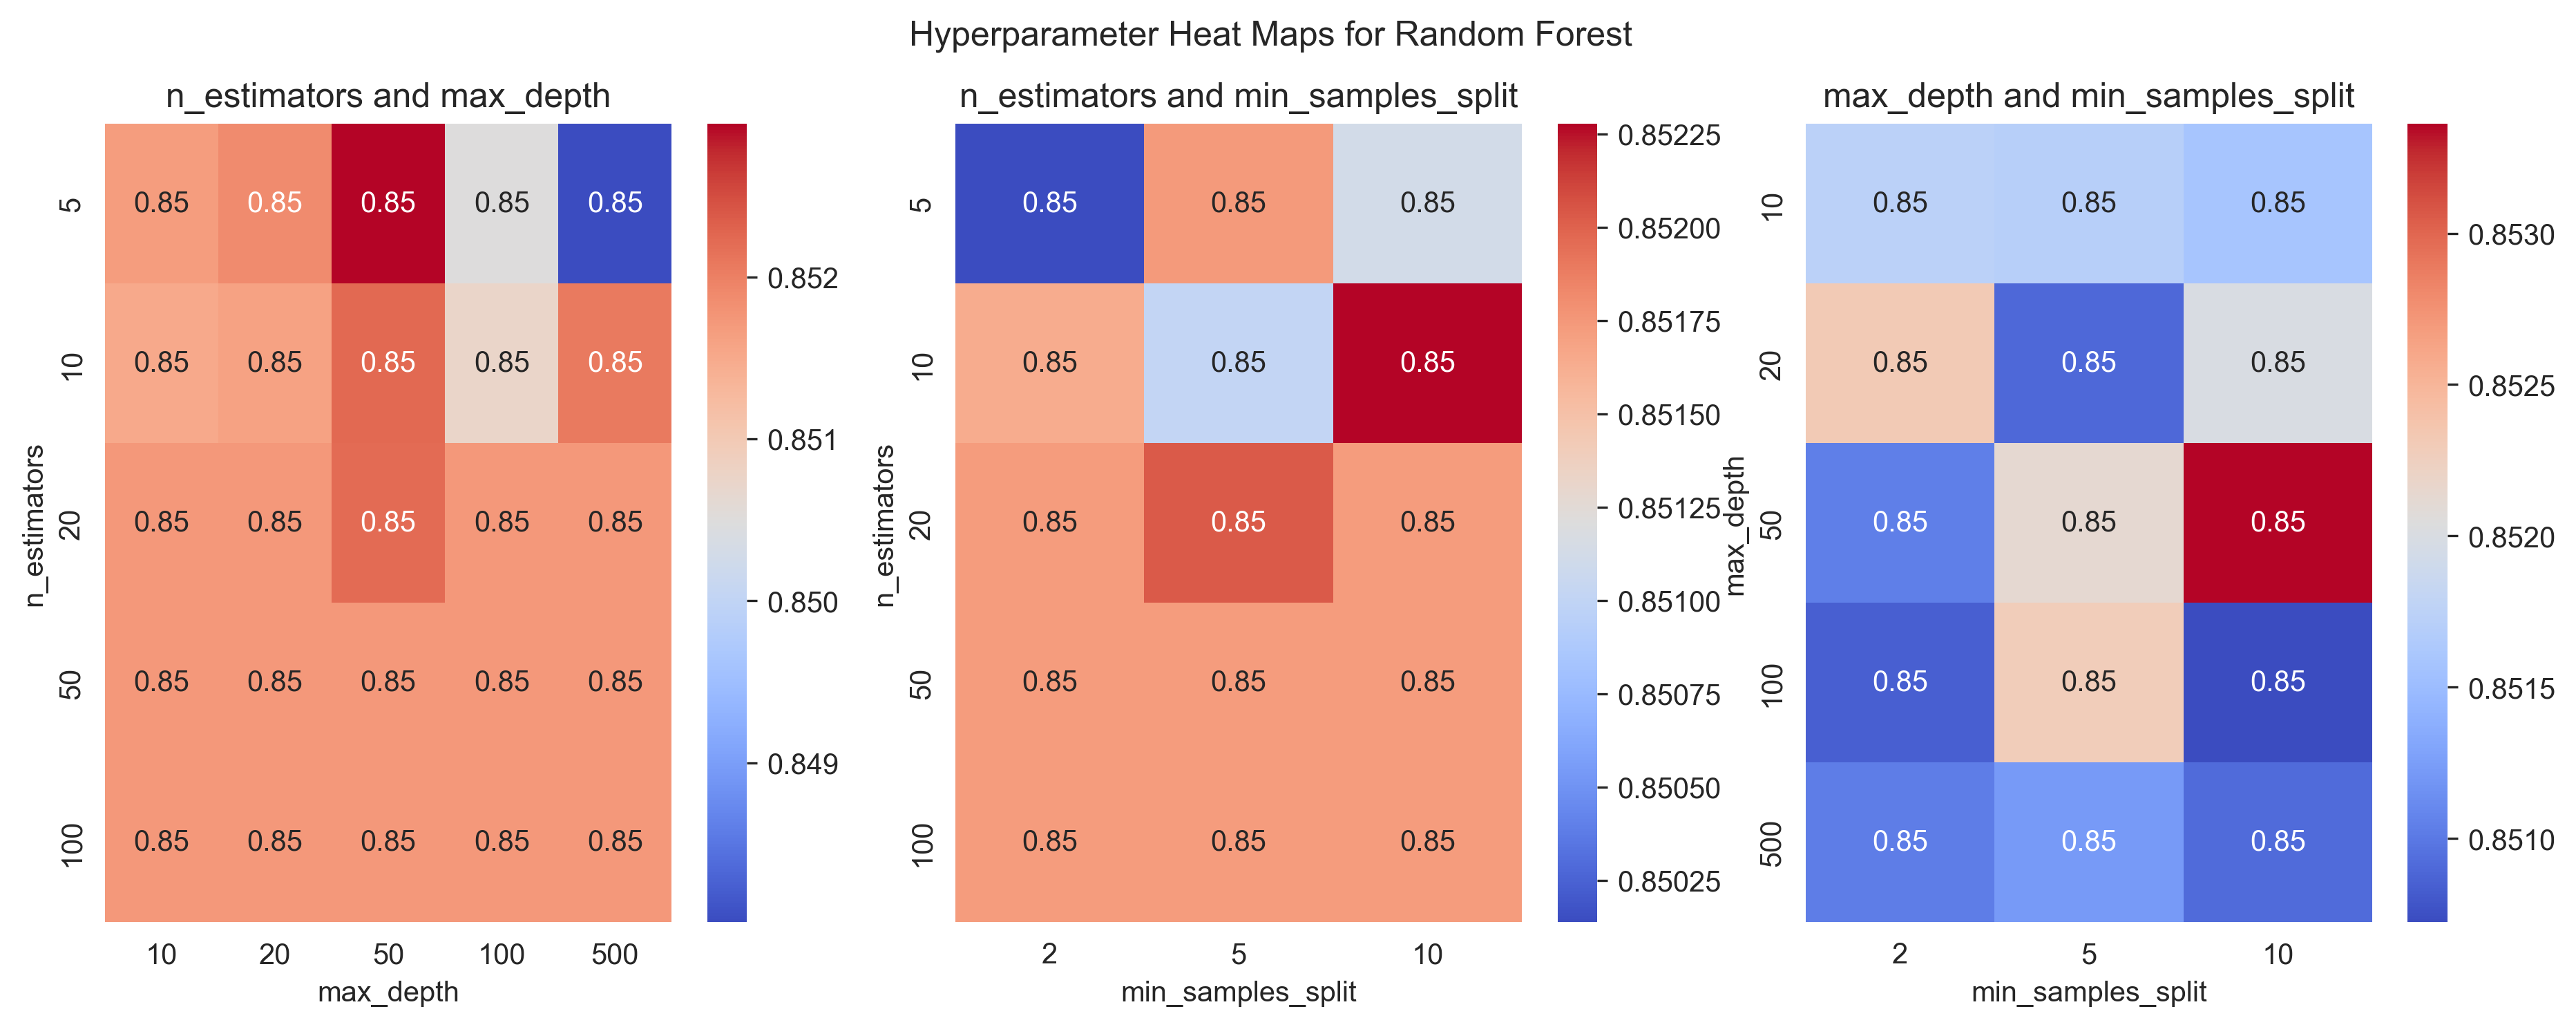 Hyperparameter Heat Maps for Random Forest
n_estimators and max_depth
n_estimators
5 0.85 0.85 0.85 0.85 0.85
10 0.85 0.85 0.85 0.85 0.85
20 0.85 0.85 0.85 0.85 0.85
50 0.85 0.85 0.85 0.85 0.85
100 0.85 0.85 0.85 0.85 0.85
10 20 50 100 500
max_depth
0.852
0.851
0.850
0.849
n_estimators and min_samples_split
n_estimators
5 0.85 0.85 0.85
10 0.85 0.85 0.85
20 0.85 0.85 0.85
50 0.85 0.85 0.85
100 0.85 0.85 0.85
2 5 10
min_samples_split
0.85225
0.85200
0.85175
0.85150
0.85125
0.85100
0.85075
0.85050
0.85025
max_depth and min_samples_split
max_depth
10 0.85 0.85 0.85
20 0.85 0.85 0.85
50 0.85 0.85 0.85
100 0.85 0.85 0.85
500 0.85 0.85 0.85
2 5 10
min_samples_split
0.8530
0.8525
0.8520
0.8515
0.8510